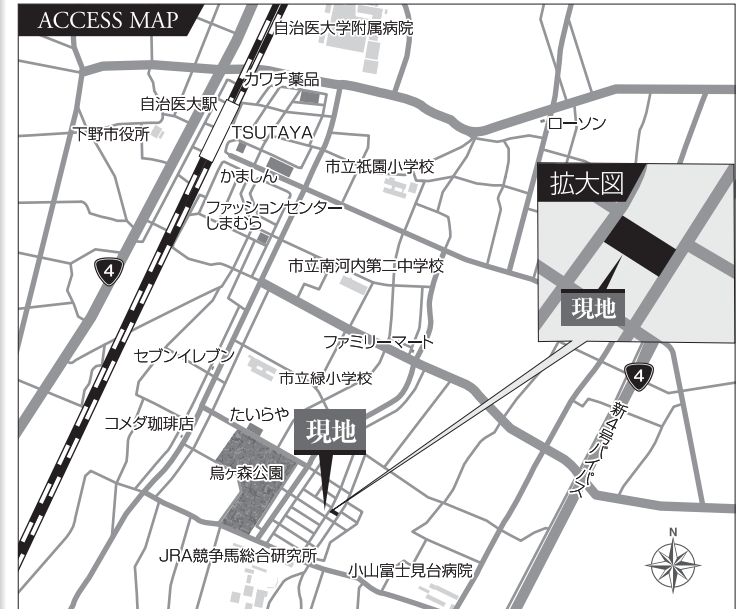 ACCESS MAP
自治医大学附属病院
カワチ薬品
自治医大駅
ローソン
下野市役所
TSUTAYA
市立祇園小学校
かましん
拡大図
ファッションセンター
しまむら
市立南河内第二中学校
4
現地
ファミリーマート
セブンイレブン
市立緑小学校
4
新4号バイパス
たいらや
コメダ珈琲店
現地
烏ヶ森公園
N
JRA競争馬総合研究所
小山富士見台病院